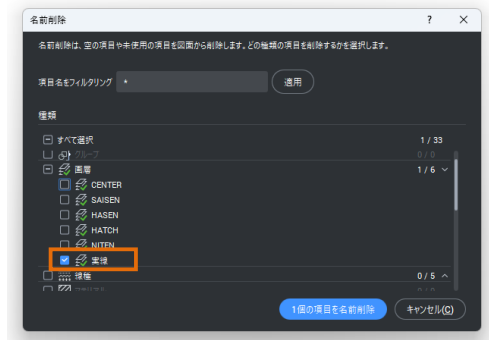 名前削除 ? ×
名前削除は、空の項目や未使用の項目を図面から削除します。どの種類の項目を削除するかを選択します。
項目名をフィルタリング * 適用
種類
すべて選択 1 / 33
グループ 0 / 0
画層 1 / 6
CENTER
SAISEN
HASEN
HATCH
NITEN
実線
線種 0 / 5
1個の項目を名前削除 キャンセル(C)